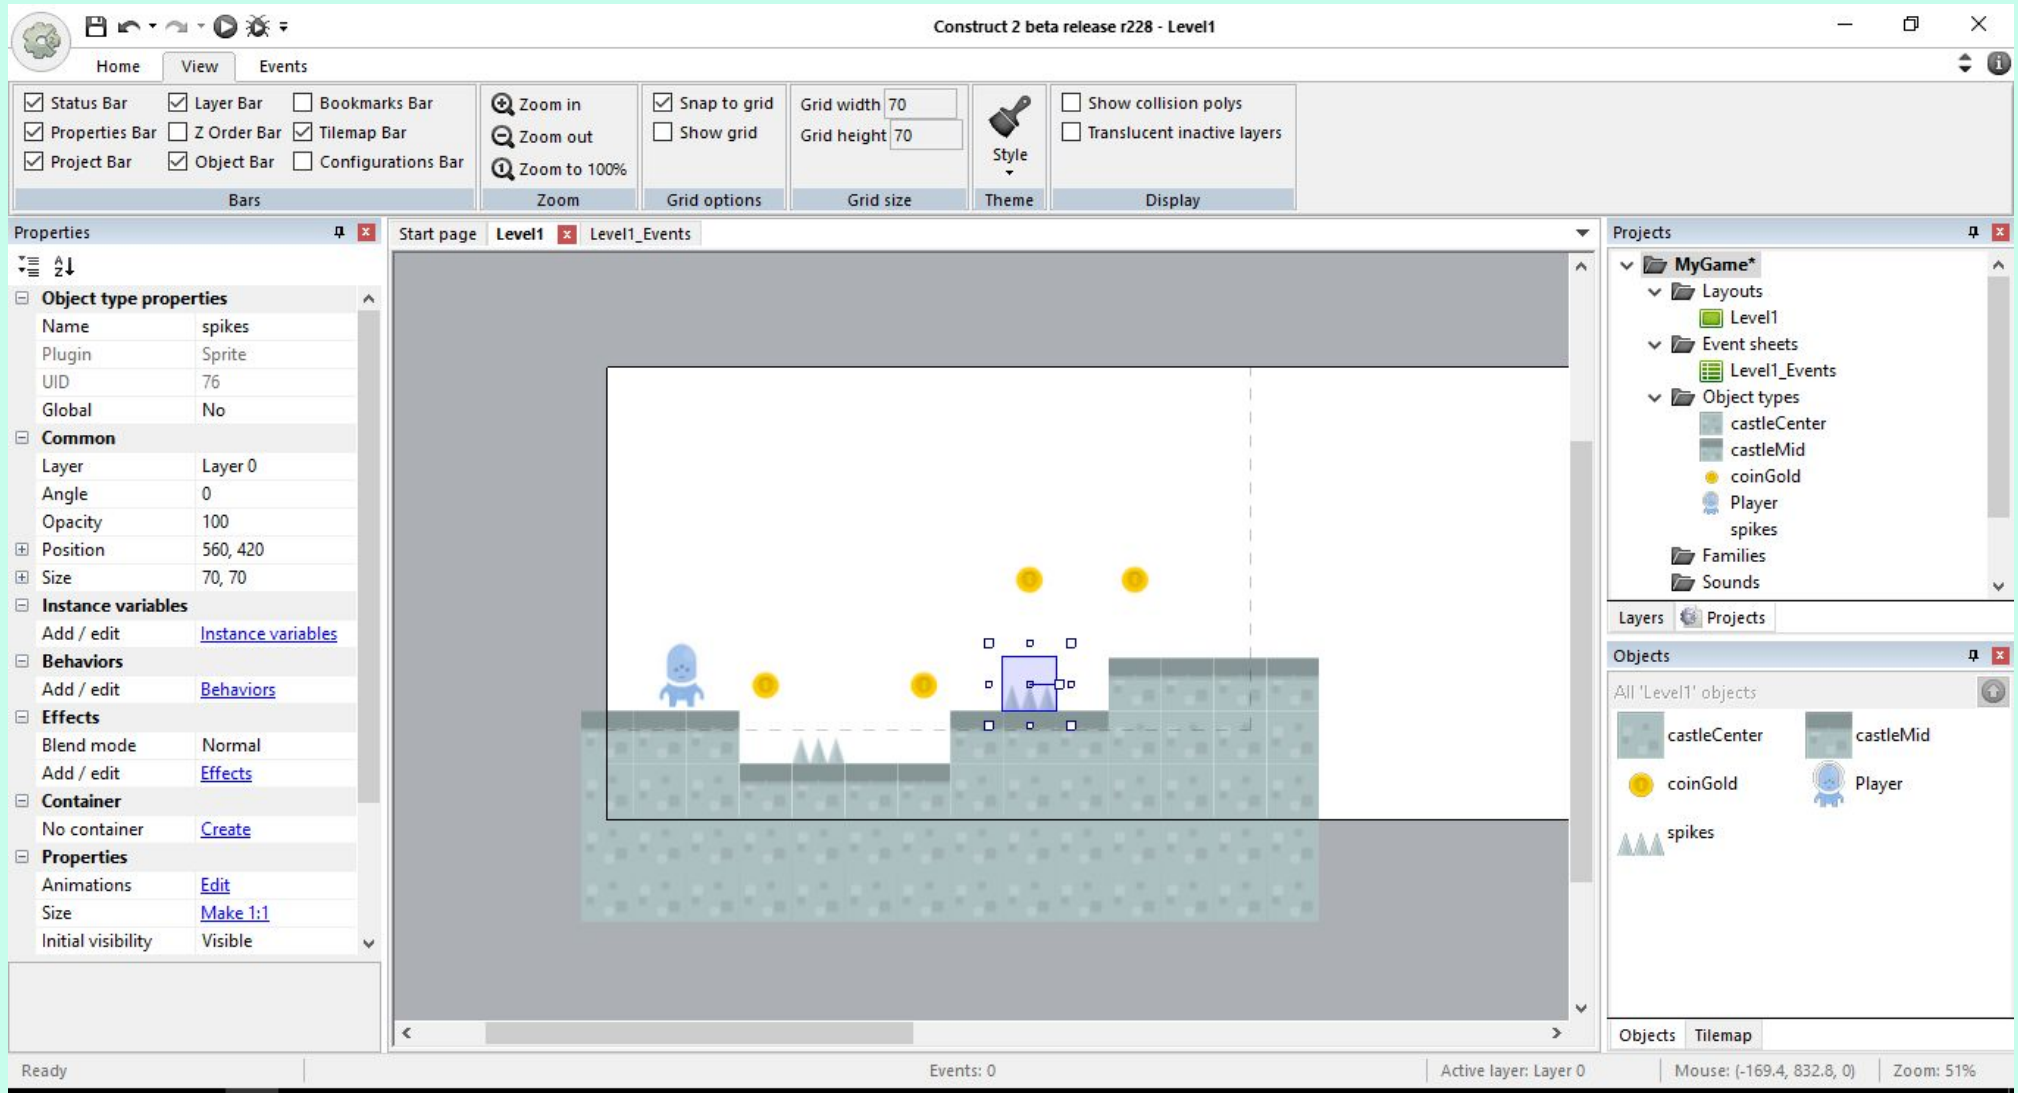 Construct 2 beta release r228 - Level1
Home View Events
Status Bar Layer Bar Bookmarks Bar
Properties Bar Z Order Bar Tilemap Bar
Project Bar Object Bar Configurations Bar
Bars
Zoom in
Zoom out
Zoom to 100%
Zoom
Snap to grid
Show grid
Grid options
Grid width 70
Grid height 70
Grid size
Style
Theme
Show collision polys
Translucent inactive layers
Display
Properties
Object type properties
Name spikes
Plugin Sprite
UID 76
Global No
Common
Layer Layer 0
Angle 0
Opacity 100
Position 560, 420
Size 70, 70
Instance variables
Add / edit Instance variables
Behaviors
Add / edit Behaviors
Effects
Blend mode Normal
Add / edit Effects
Container
No container Create
Properties
Animations Edit
Size Make 1:1
Initial visibility Visible
Start page Level1 Level1_Events
Projects
MyGame*
Layouts
Level1
Event sheets
Level1_Events
Object types
castleCenter
castleMid
coinGold
Player
spikes
Families
Sounds
Layers Projects
Objects
All 'Level1' objects
castleCenter castleMid
coinGold Player
spikes
Objects Tilemap
Ready Events: 0 Active layer: Layer 0 Mouse: (-169.4, 832.8, 0) Zoom: 51%